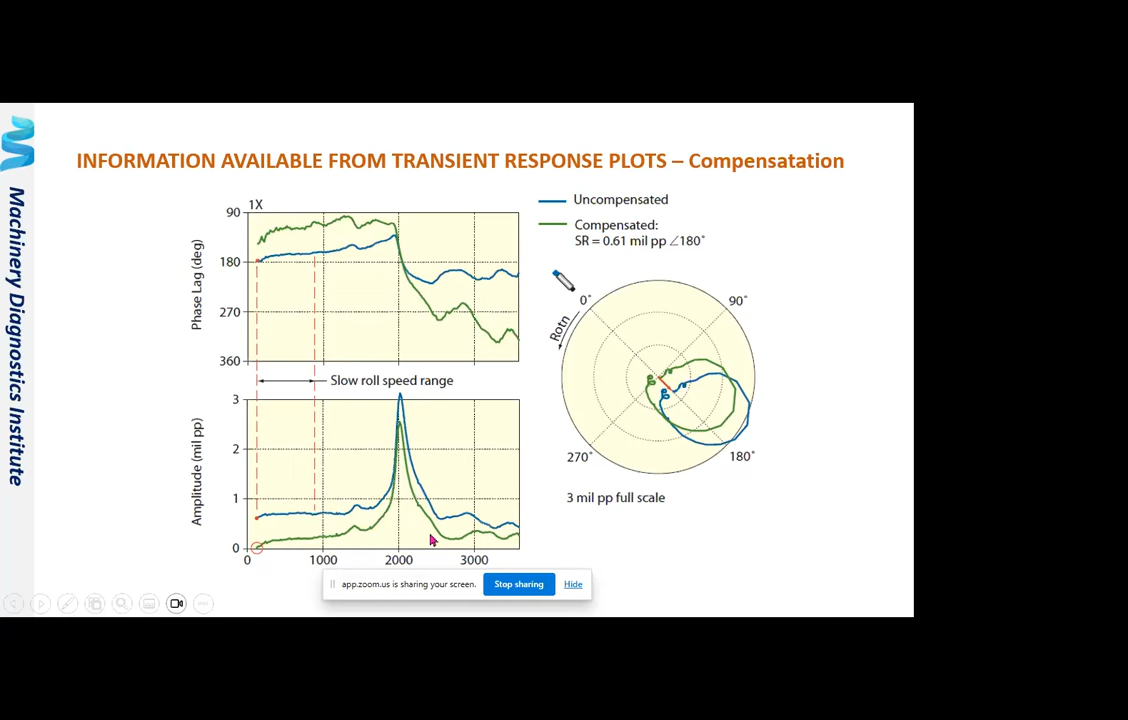 Machinery Diagnostics Institute
INFORMATION AVAILABLE FROM TRANSIENT RESPONSE PLOTS – Compensatation
1X
90
180
270
360
Phase Lag (deg)
Slow roll speed range
3
2
1
0
Amplitude (mil pp)
0 1000 2000 3000
Uncompensated
Compensated:
SR = 0.61 mil pp ∠180˚
0˚
90˚
Rotn
270˚
180˚
3 mil pp full scale
app.zoom.us is sharing your screen. Stop sharing Hide